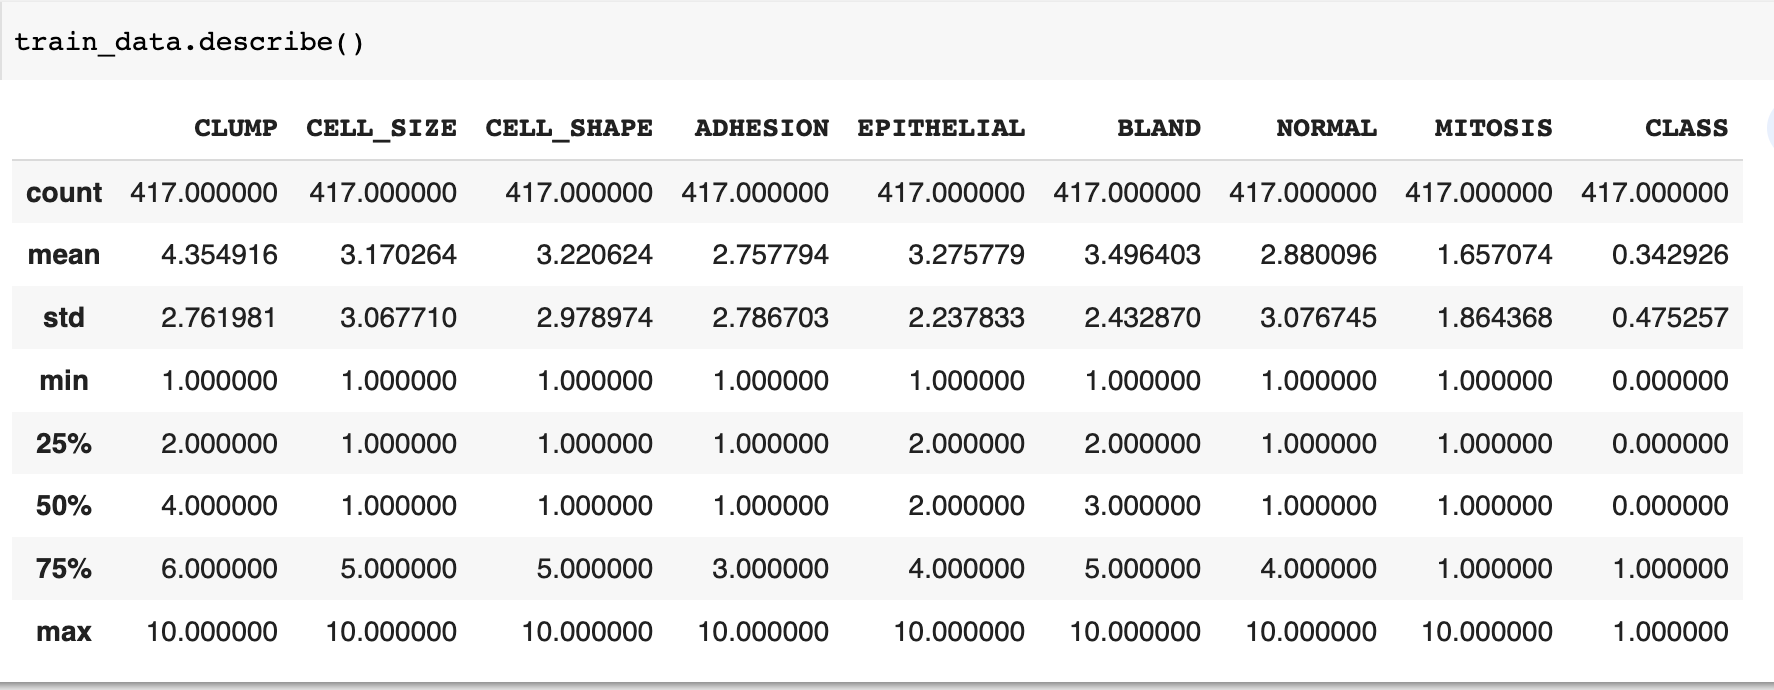 train_data.describe()
CLUMP CELL_SIZE CELL_SHAPE ADHESION EPITHELIAL BLAND NORMAL MITOSIS CLASS
count 417.000000 417.000000 417.000000 417.000000 417.000000 417.000000 417.000000 417.000000 417.000000
mean 4.354916 3.170264 3.220624 2.757794 3.275779 3.496403 2.880096 1.657074 0.342926
std 2.761981 3.067710 2.978974 2.786703 2.237833 2.432870 3.076745 1.864368 0.475257
min 1.000000 1.000000 1.000000 1.000000 1.000000 1.000000 1.000000 1.000000 0.000000
25% 2.000000 1.000000 1.000000 1.000000 2.000000 2.000000 1.000000 1.000000 0.000000
50% 4.000000 1.000000 1.000000 1.000000 2.000000 3.000000 1.000000 1.000000 0.000000
75% 6.000000 5.000000 5.000000 3.000000 4.000000 5.000000 4.000000 1.000000 1.000000
max 10.000000 10.000000 10.000000 10.000000 10.000000 10.000000 10.000000 10.000000 1.000000